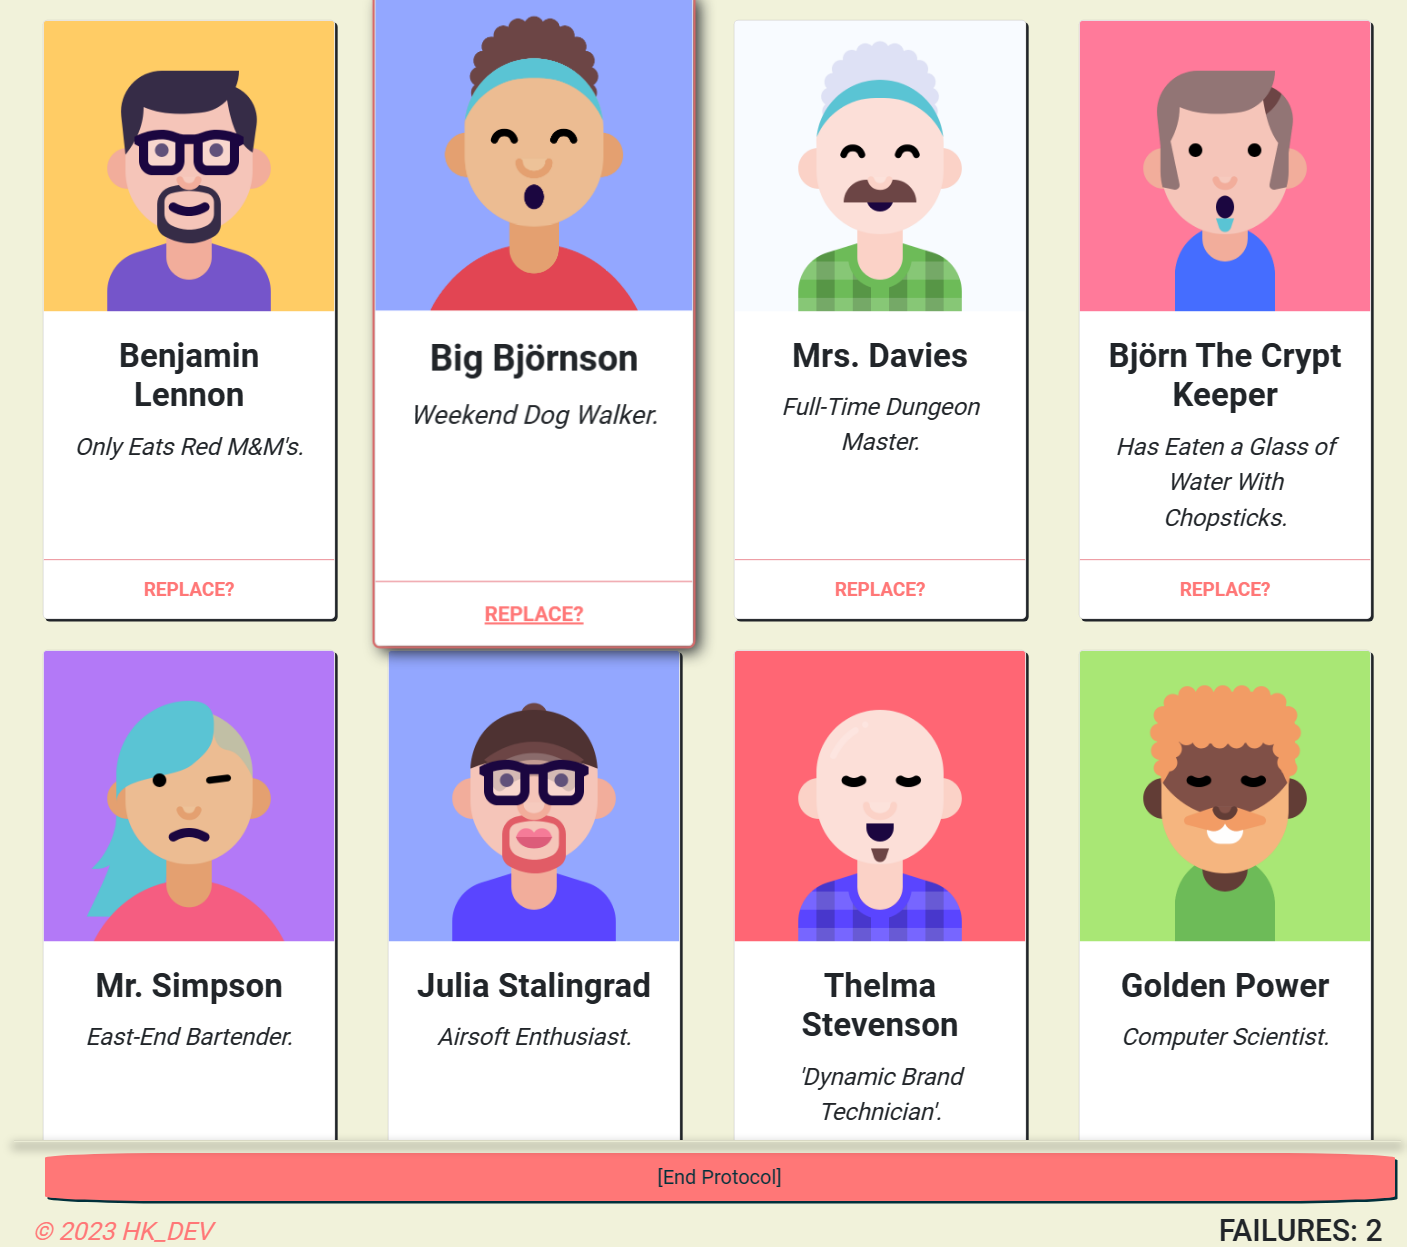 Benjamin
Lennon
Only Eats Red M&M's.
REPLACE?
Big Björnson
Weekend Dog Walker.
REPLACE?
Mrs. Davies
Full-Time Dungeon
Master.
REPLACE?
Björn The Crypt
Keeper
Has Eaten a Glass of
Water With
Chopsticks.
REPLACE?
Mr. Simpson
East-End Bartender.
Julia Stalingrad
Airsoft Enthusiast.
Thelma
Stevenson
'Dynamic Brand
Technician'.
Golden Power
Computer Scientist.
[End Protocol]
© 2023 HK_DEV
FAILURES: 2